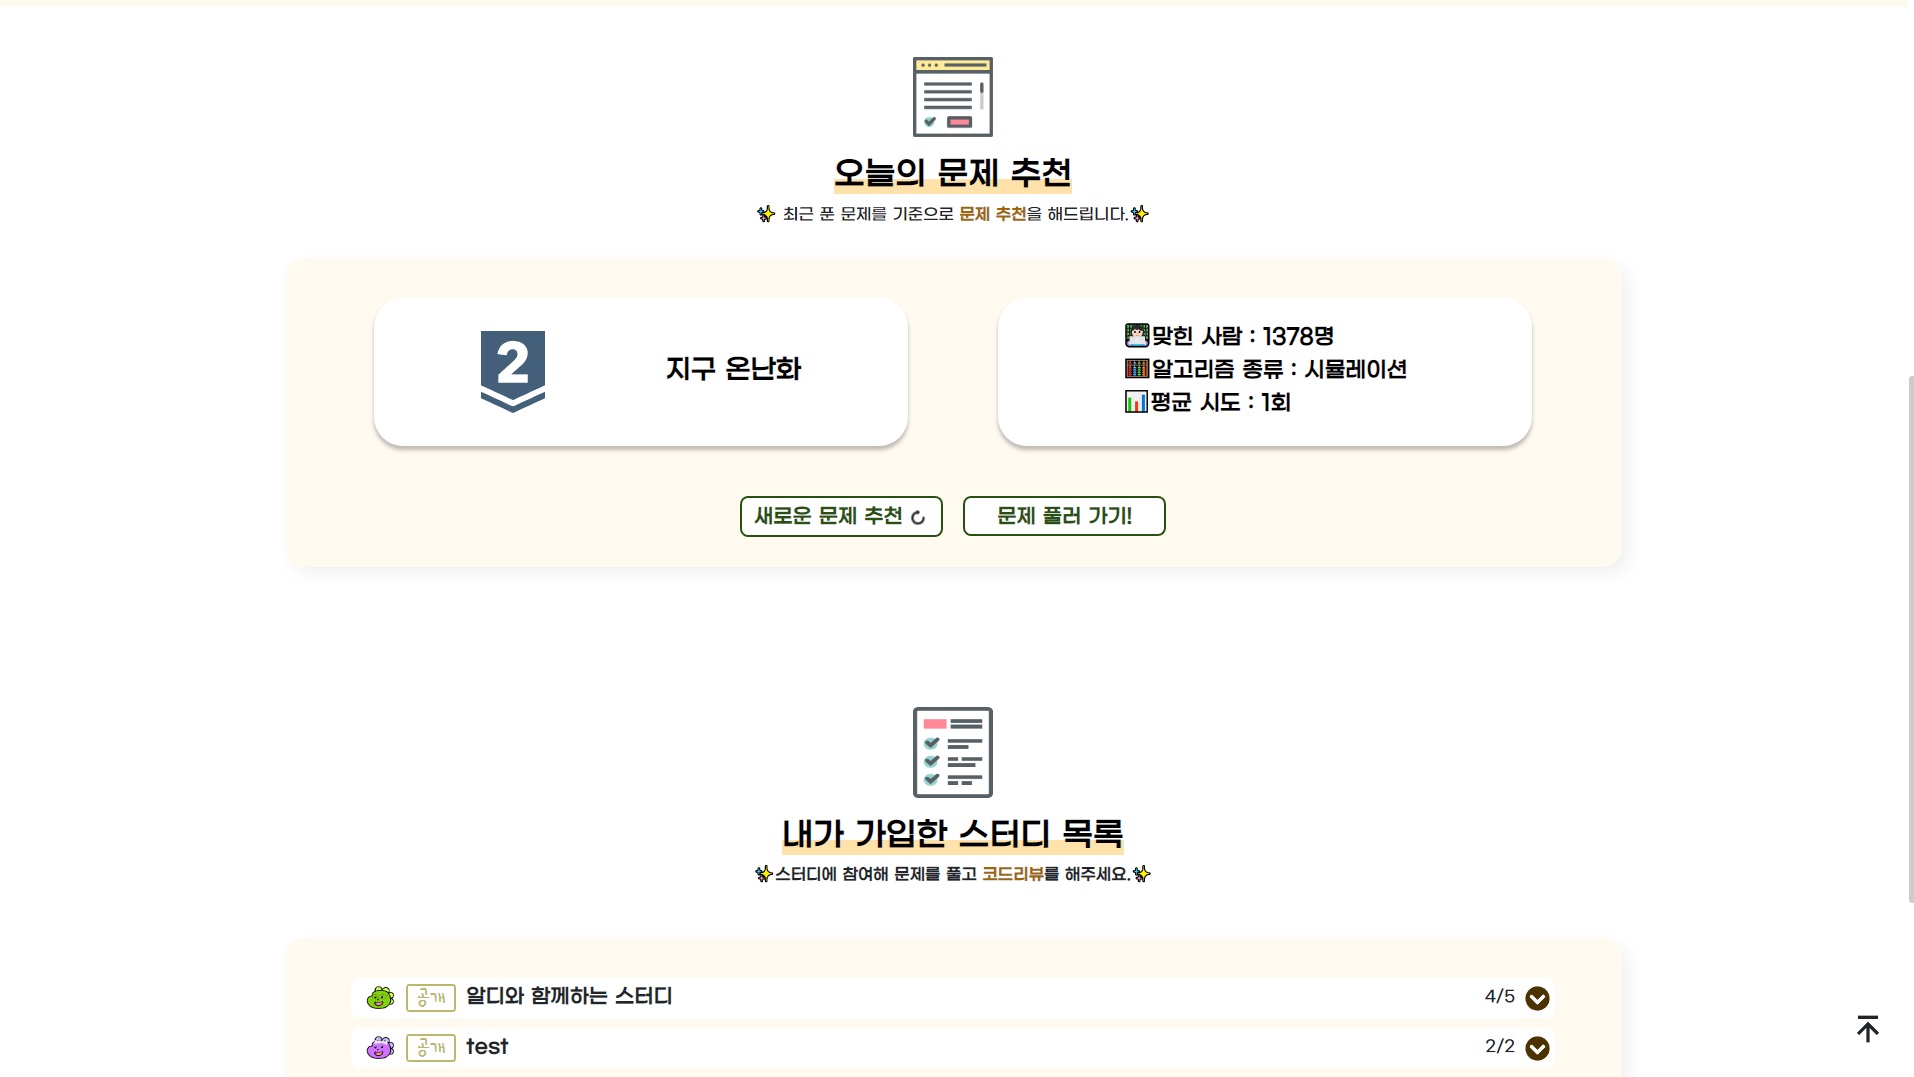 오늘의 문제 추천
✨ 최근 푼 문제를 기준으로 문제 추천을 해드립니다.✨
2
지구 온난화
맞힌 사람 : 1378명
알고리즘 종류 : 시뮬레이션
평균 시도 : 1회
새로운 문제 추천
문제 풀러 가기!
내가 가입한 스터디 목록
✨스터디에 참여해 문제를 풀고 코드리뷰를 해주세요.✨
공개 알디와 함께하는 스터디 4/5
공개 test 2/2